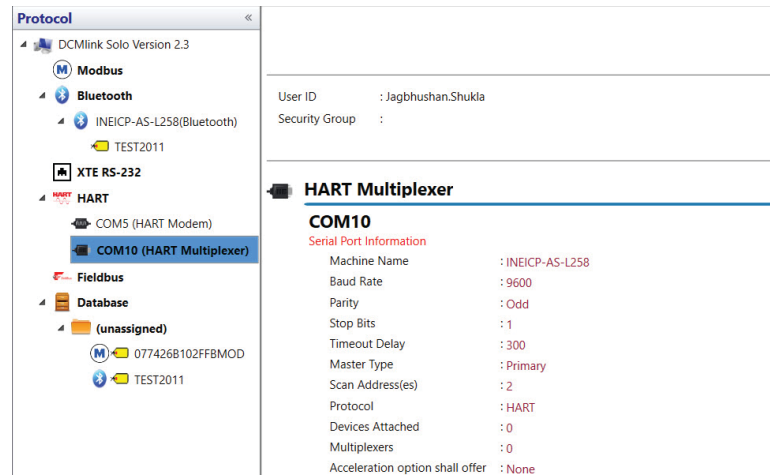 Protocol «
DCMlink Solo Version 2.3
M Modbus
Bluetooth
INEICP-AS-L258(Bluetooth)
TEST2011
XTE RS-232
HART HART
COM5 (HART Modem)
COM10 (HART Multiplexer)
Fieldbus
Database
(unassigned)
M 077426B102FFBMOD
TEST2011
User ID : Jagbhushan.Shukla
Security Group :
HART Multiplexer
COM10
Serial Port Information
Machine Name : INEICP-AS-L258
Baud Rate : 9600
Parity : Odd
Stop Bits : 1
Timeout Delay : 300
Master Type : Primary
Scan Address(es) : 2
Protocol : HART
Devices Attached : 0
Multiplexers : 0
Acceleration option shall offer : None